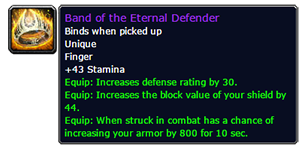 Band of the Eternal Defender
Binds when picked up
Unique
Finger
+43 Stamina
Equip: Increases defense rating by 30.
Equip: Increases the block value of your shield by
44.
Equip: When struck in combat has a chance of
increasing your armor by 800 for 10 sec.